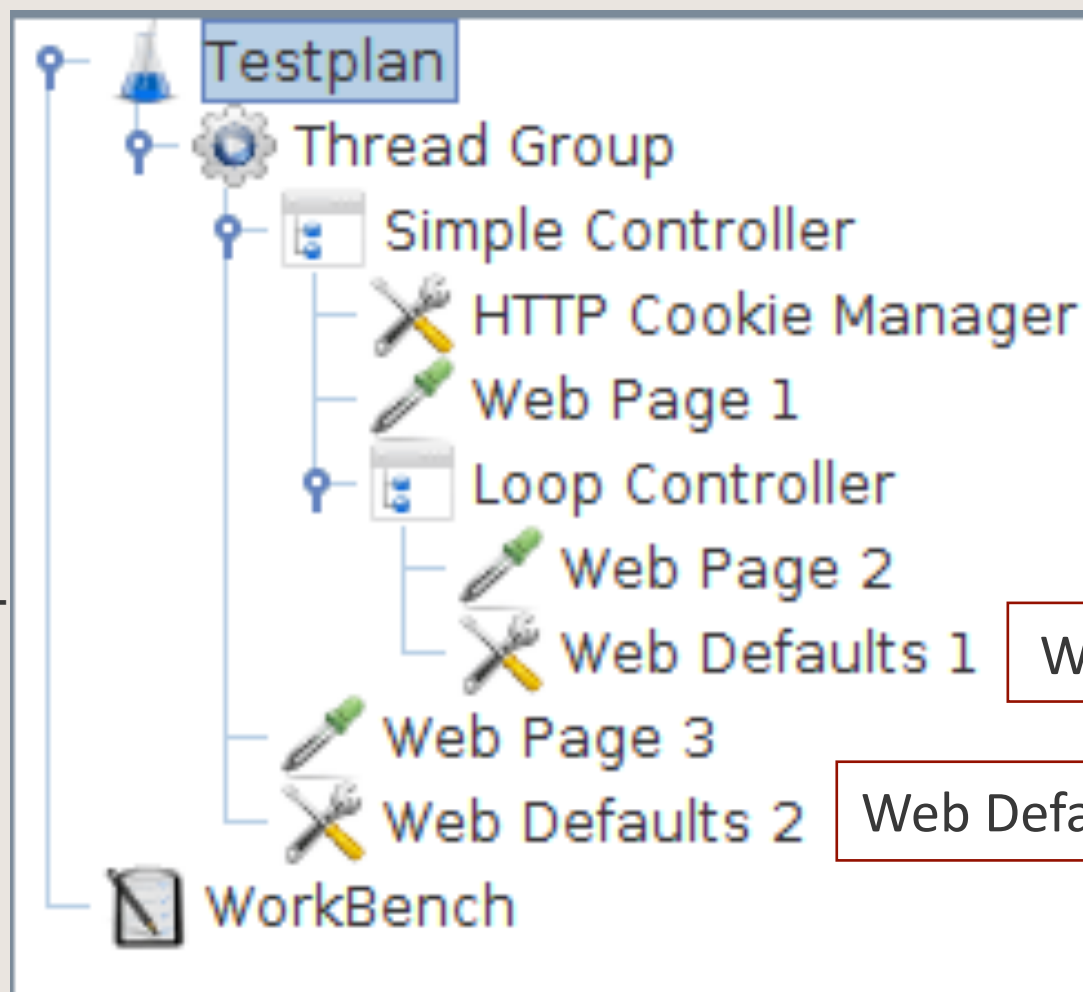 Testplan
Thread Group
Simple Controller
HTTP Cookie Manager
Web Page 1
Loop Controller
Web Page 2
Web Defaults 1
Web Page 3
Web Defaults 2
Web
WorkBench